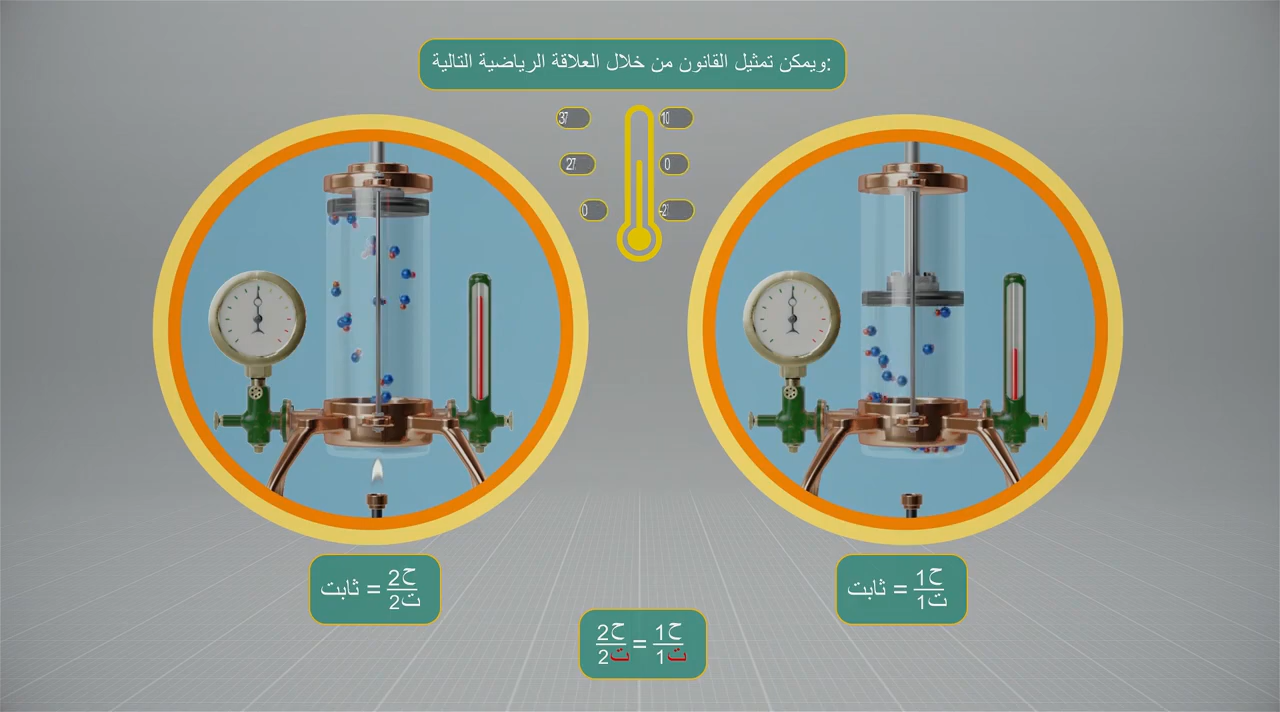 ويمكن تمثيل القانون من خلال العلاقة الرياضية التالية:
37
10
27
0
0
ح1
ت1
= ثابت
ح2
ت2
= ثابت
ح1
ت1
=
ح2
ت2